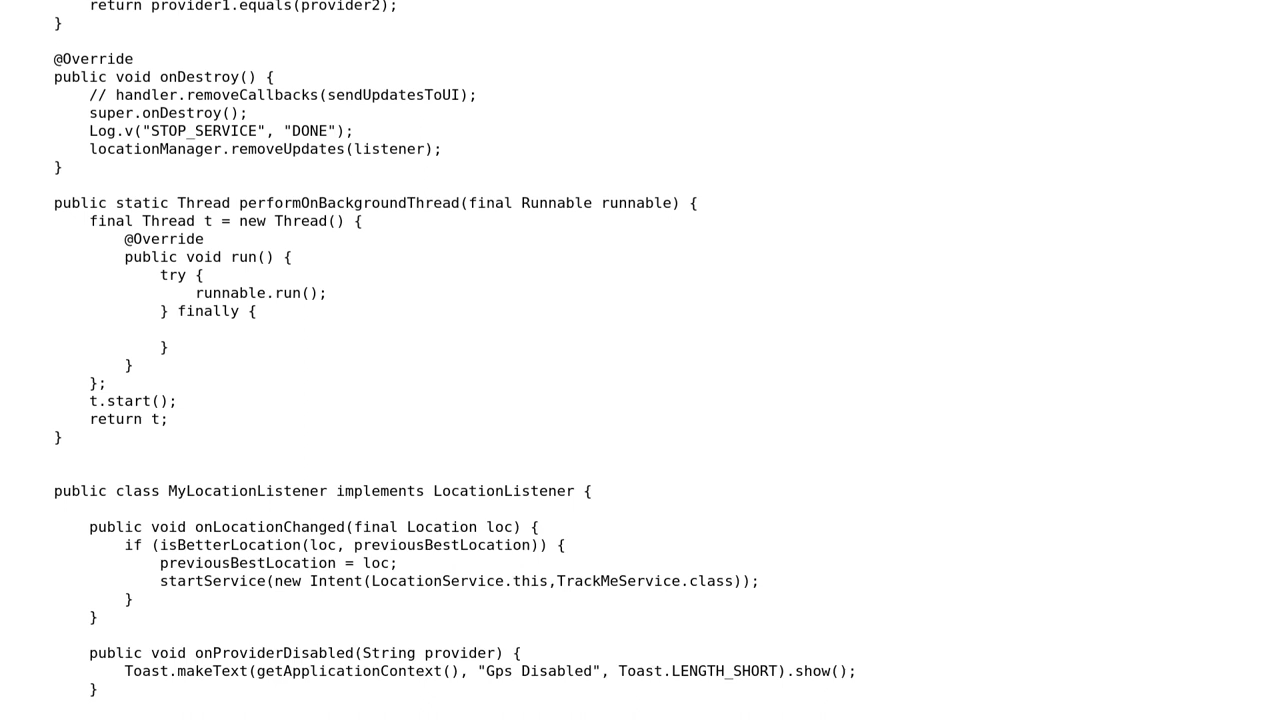 return provider1.equals(provider2);
}

@Override
public void onDestroy() {
    // handler.removeCallbacks(sendUpdatesToUI);
    super.onDestroy();
    Log.v("STOP_SERVICE", "DONE");
    locationManager.removeUpdates(listener);
}

public static Thread performOnBackgroundThread(final Runnable runnable) {
    final Thread t = new Thread() {
        @Override
        public void run() {
            try {
                runnable.run();
            } finally {

            }
        }
    };
    t.start();
    return t;
}


public class MyLocationListener implements LocationListener {

    public void onLocationChanged(final Location loc) {
        if (isBetterLocation(loc, previousBestLocation)) {
            previousBestLocation = loc;
            startService(new Intent(LocationService.this,TrackMeService.class));
        }
    }

    public void onProviderDisabled(String provider) {
        Toast.makeText(getApplicationContext(), "Gps Disabled", Toast.LENGTH_SHORT).show();
    }